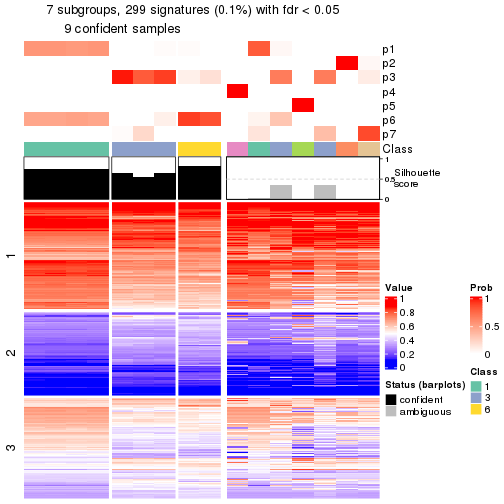 7 subgroups, 299 signatures (0.1%) with fdr < 0.05
9 confident samples
p1
p2
p3
p4
p5
p6
p7
Class
1
0.5
0
Silhouette
score
1
2
3
Value
1
0.8
0.6
0.4
0.2
0
Prob
1
0.5
0
Status (barplots)
confident
ambiguous
Class
1
3
6